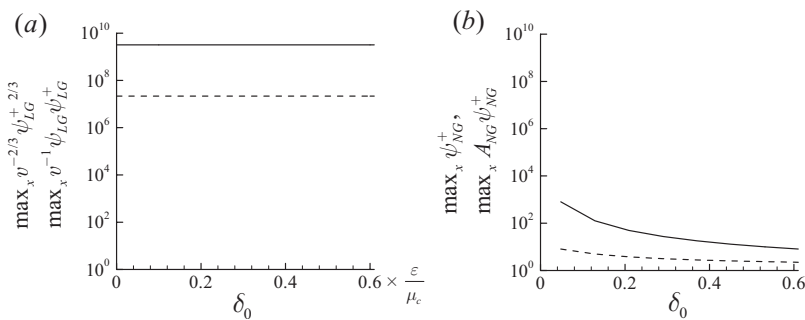 (a)
10^{10}
10^8
10^6
10^4
10^2
10^0
max_x v^{-2/3} ψ_{LG}^{+ 2/3}
max_x v^{-1} ψ_{LG} ψ_{LG}^+
0 0.2 0.4 0.6 × ε/μ_c
δ_0
(b)
10^{10}
10^8
10^6
10^4
10^2
10^0
max_x ψ_{NG}^+,
max_x A_{NG} ψ_{NG}^+
0 0.2 0.4 0.6
δ_0